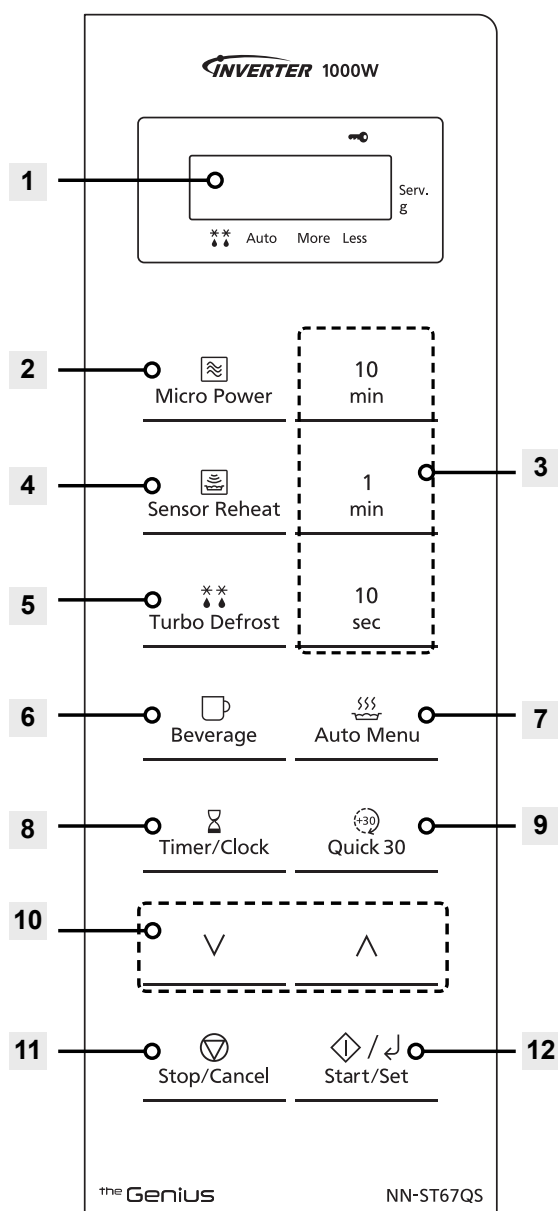 INVERTER 1000W
1
Serv.
g
Auto More Less
2
Micro Power
10
min
3
4
Sensor Reheat
1
min
5
Turbo Defrost
10
sec
6
Beverage
7
Auto Menu
8
Timer/Clock
9
+30
Quick 30
10
11
Stop/Cancel
12
/
Start/Set
the Genius
NN-ST67QS